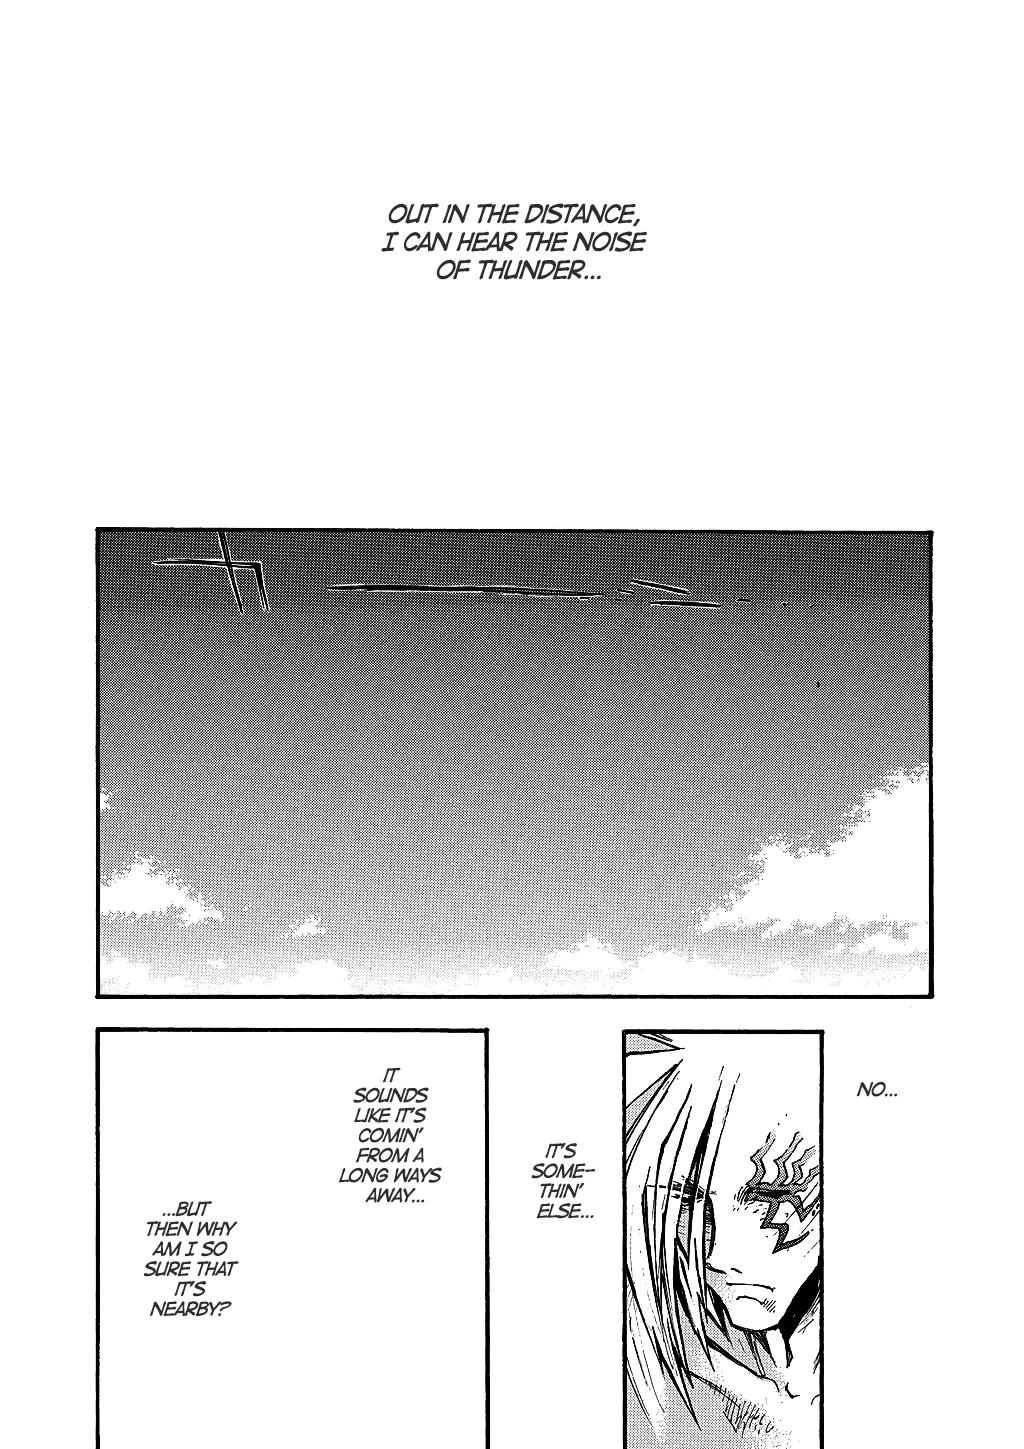 OUT IN THE DISTANCE,
I CAN HEAR THE NOISE
OF THUNDER...
NO...
IT'S
SOME-
THIN'
ELSE...
IT
SOUNDS
LIKE IT'S
COMIN'
FROM A
LONG WAYS
AWAY...
...BUT
THEN WHY
AM I SO
SURE THAT
IT'S
NEARBY?